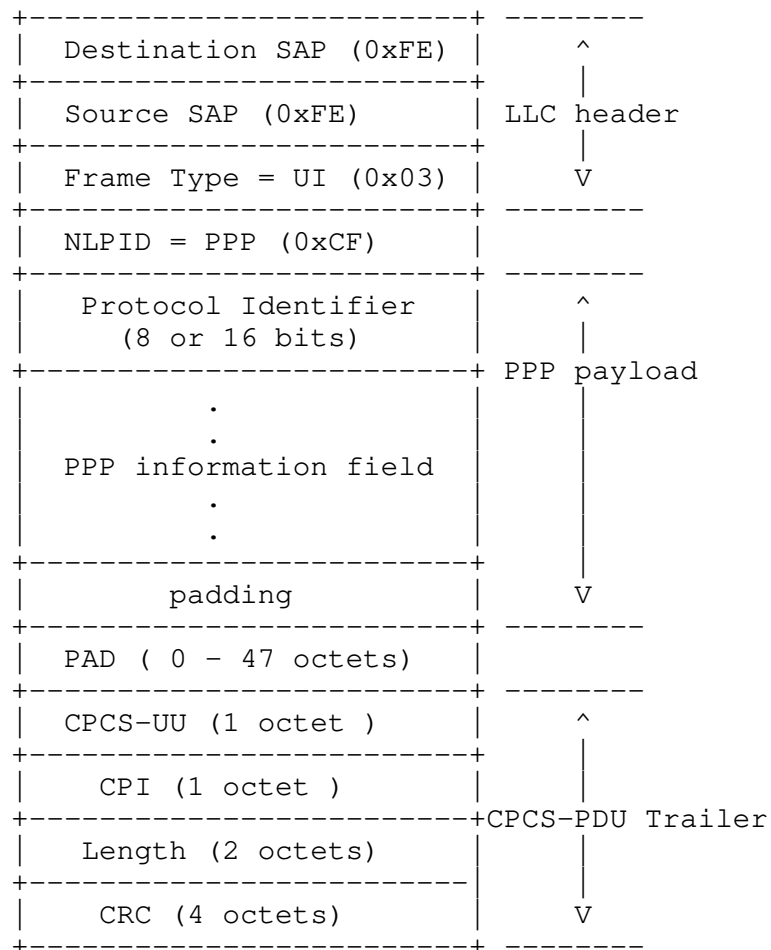 +-------------------------+ --------
|  Destination SAP (0xFE) |     ^
+-------------------------+     |
|  Source SAP (0xFE)      | LLC header
+-------------------------+     |
|  Frame Type = UI (0x03) |     V
+-------------------------+ --------
|  NLPID = PPP (0xCF)     |
+-------------------------+ --------
|   Protocol Identifier   |     ^
|     (8 or 16 bits)      |     |
+-------------------------+ PPP payload
|          .              |     |
|          .              |     |
|  PPP information field  |     |
|          .              |     |
|          .              |     |
+-------------------------+     |
|        padding          |     V
+-------------------------+ --------
|  PAD ( 0 - 47 octets)   |
+-------------------------+ --------
|  CPCS-UU (1 octet )     |     ^
+-------------------------+     |
|    CPI (1 octet )       |     |
+-------------------------+CPCS-PDU Trailer
|   Length (2 octets)     |     |
+-------------------------|     |
|    CRC (4 octets)       |     V
+-------------------------+ --------